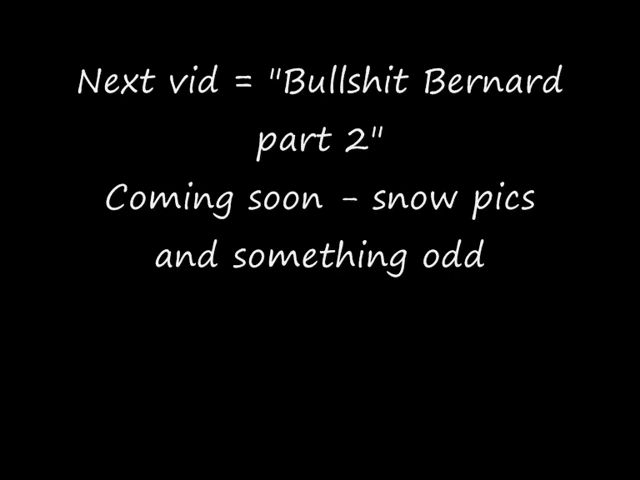 Next vid = "Bullshit Bernard
part 2"
Coming soon - snow pics
and something odd